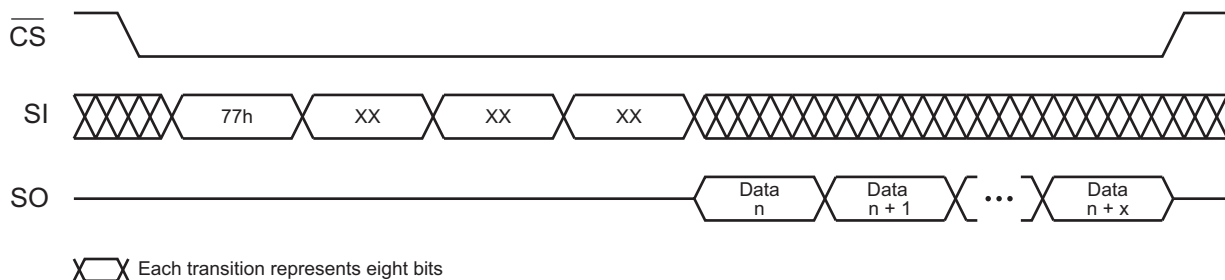 CS
SI
77h
XX
XX
XX
SO
Data
n
Data
n + 1
•••
Data
n + x
Each transition represents eight bits